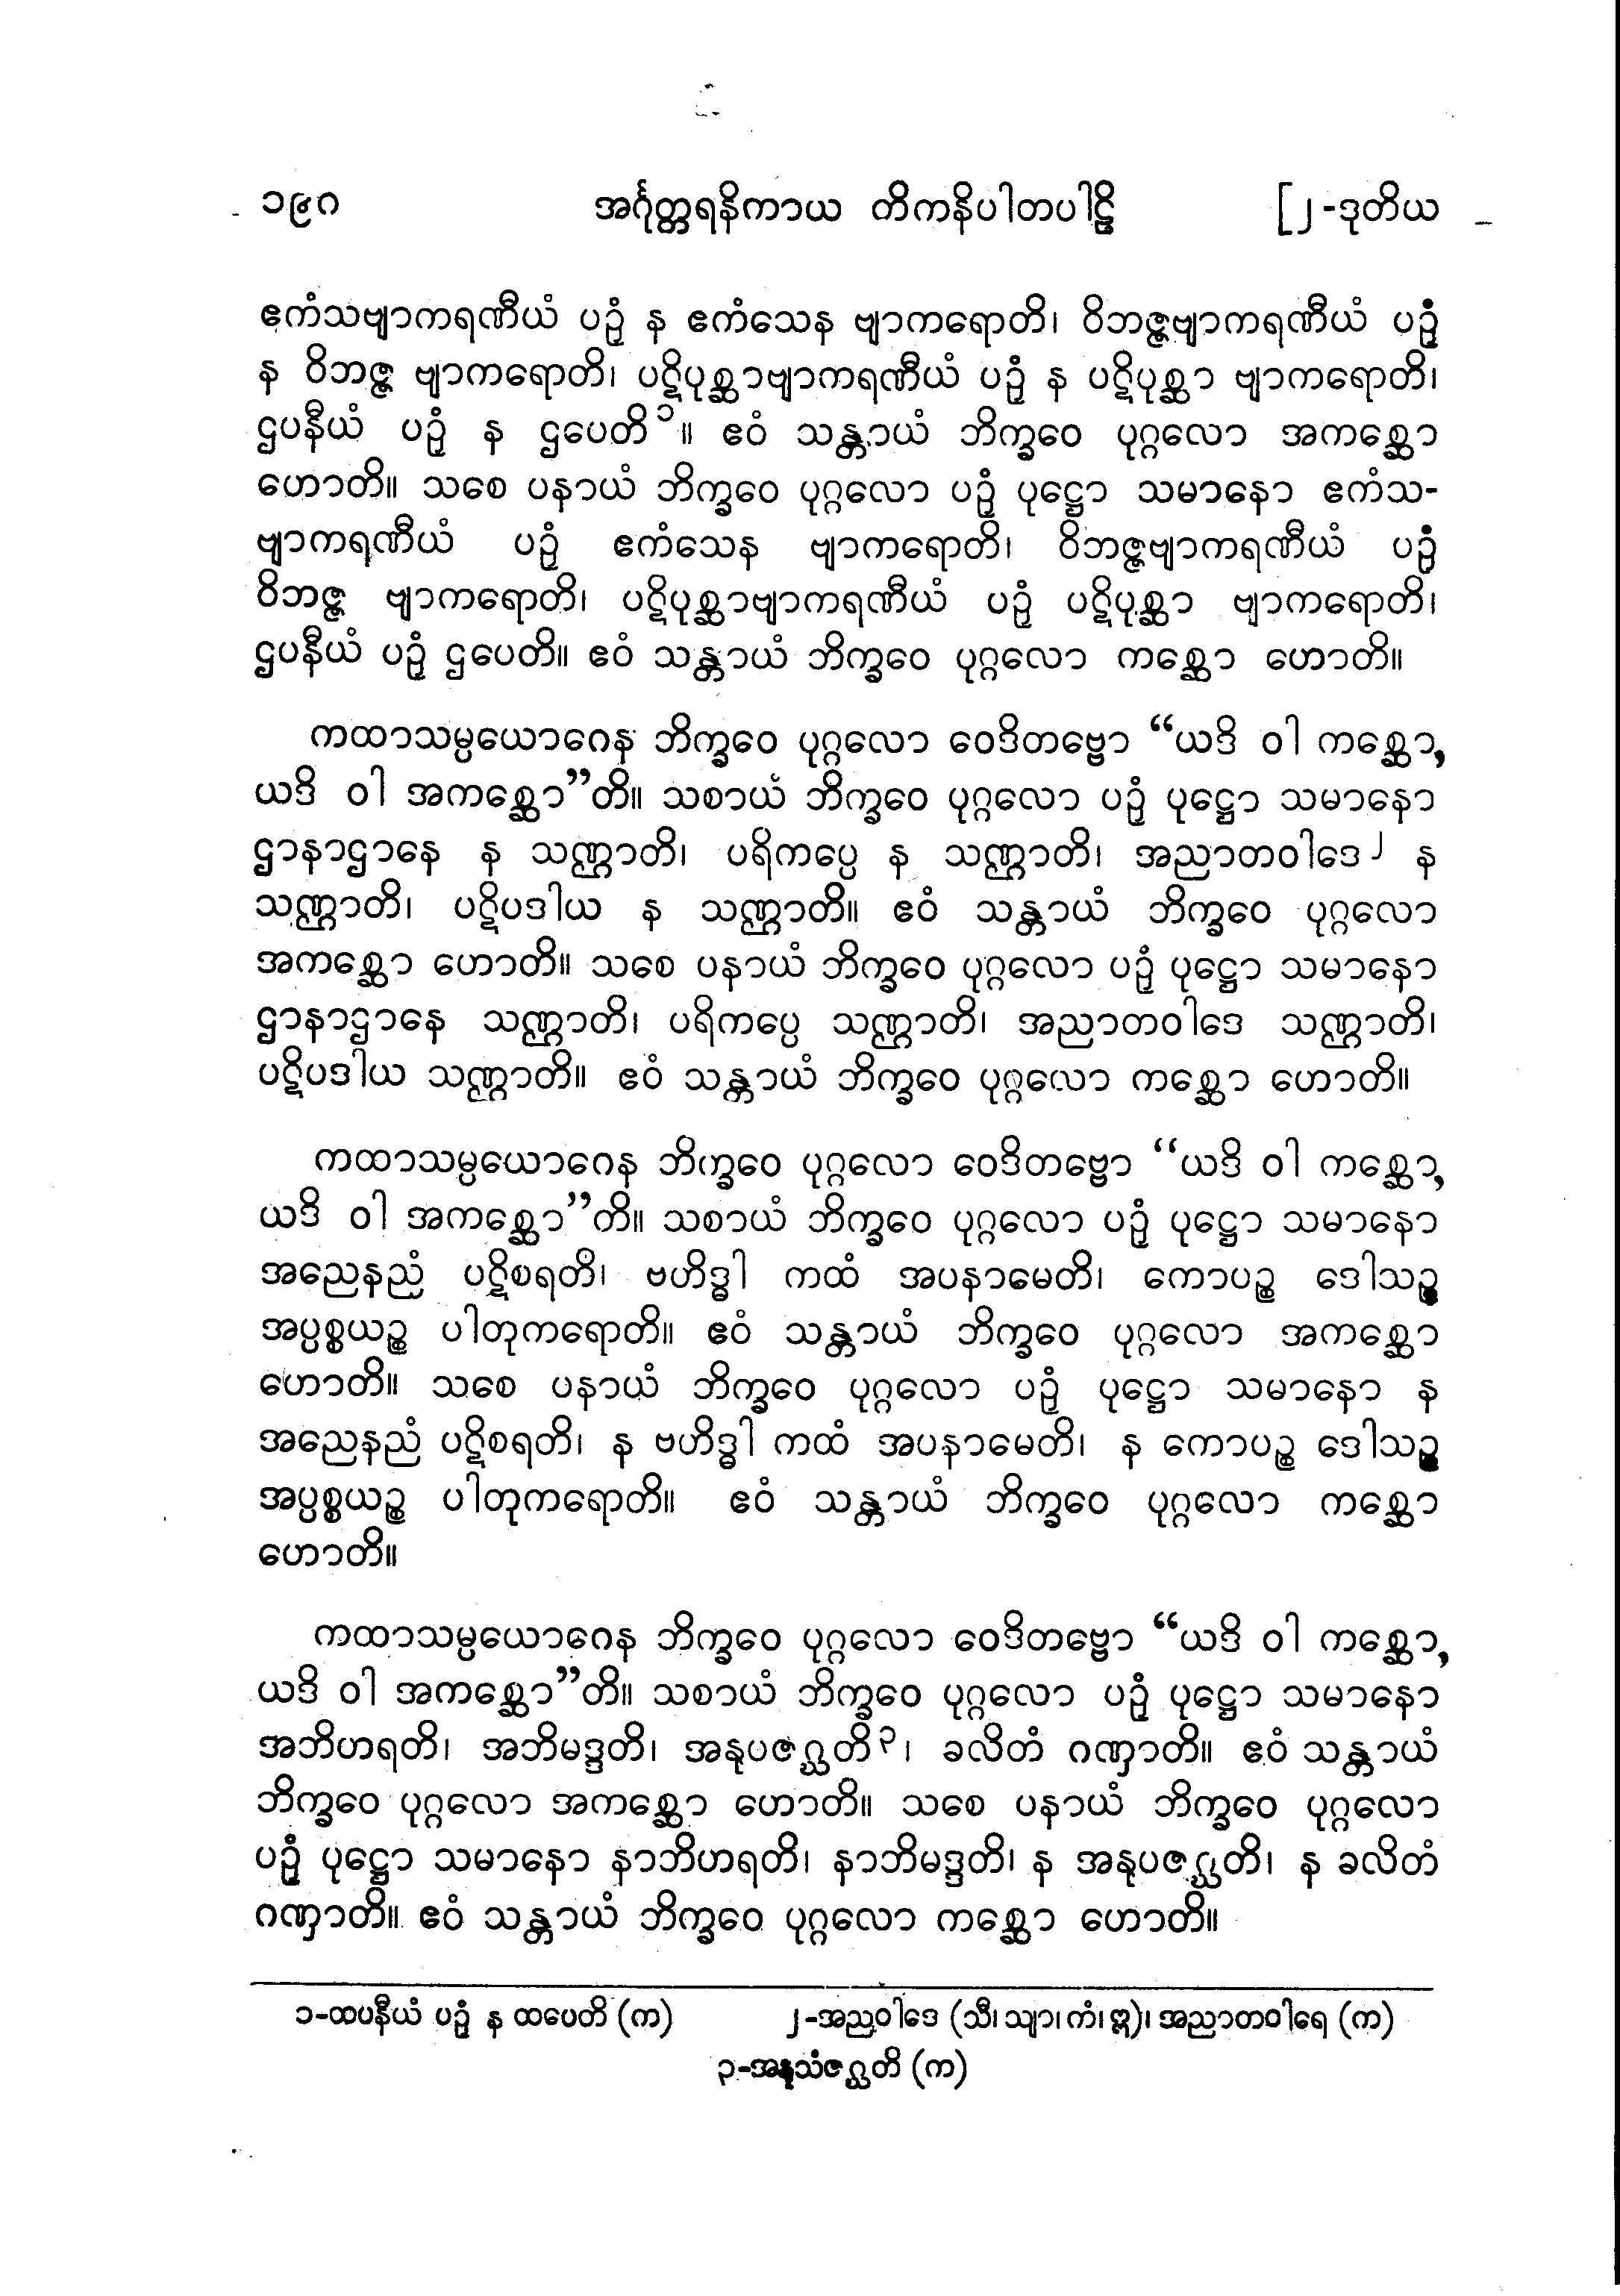 ၁၉၈ အင်္ဂုတ္တရနိကာယ တိကနိပါတပါဠိ [၂-ဒုတိယ
ဧကံသဗျာကရဏီယံ ပဉှံ န ဧကံသေန ဗျာကရောတိ၊ ဝိဘဇ္ဇဗျာကရဏီယံ ပဉှံ
န ဝိဘဇ္ဇ ဗျာကရောတိ၊ ပဋိပုစ္ဆာဗျာကရဏီယံ ပဉှံ န ပဋိပုစ္ဆာ ဗျာကရောတိ၊
ဌပနီယံ ပဉှံ န ဌပေတိ၁။ ဧဝံ သန္တာယံ ဘိက္ခဝေ ပုဂ္ဂလော အကစ္ဆော
ဟောတိ။ သစေ ပနာယံ ဘိက္ခဝေ ပုဂ္ဂလော ပဉှံ ပုဋ္ဌော သမာနော ဧကံသ-
ဗျာကရဏီယံ ပဉှံ ဧကံသေန ဗျာကရောတိ၊ ဝိဘဇ္ဇဗျာကရဏီယံ ပဉှံ
ဝိဘဇ္ဇ ဗျာကရောတိ၊ ပဋိပုစ္ဆာဗျာကရဏီယံ ပဉှံ ပဋိပုစ္ဆာ ဗျာကရောတိ၊
ဌပနီယံ ပဉှံ ဌပေတိ။ ဧဝံ သန္တာယံ ဘိက္ခဝေ ပုဂ္ဂလော ကစ္ဆော ဟောတိ။
ကထာသမ္ပယောဂေန ဘိက္ခဝေ ပုဂ္ဂလော ဝေဒိတဗ္ဗော “ယဒိ ဝါ ကစ္ဆော,
ယဒိ ဝါ အကစ္ဆော”တိ။ သစာယံ ဘိက္ခဝေ ပုဂ္ဂလော ပဉှံ ပုဋ္ဌော သမာနော
ဌာနာဌာနေ န သဏ္ဌာတိ၊ ပရိကပ္ပေ န သဏ္ဌာတိ၊ အညာတဝါဒေ၂ န
သဏ္ဌာတိ၊ ပဋိပဒါယ န သဏ္ဌာတိ။ ဧဝံ သန္တာယံ ဘိက္ခဝေ ပုဂ္ဂလော
အကစ္ဆော ဟောတိ။ သစေ ပနာယံ ဘိက္ခဝေ ပုဂ္ဂလော ပဉှံ ပုဋ္ဌော သမာနော
ဌာနာဌာနေ သဏ္ဌာတိ၊ ပရိကပ္ပေ သဏ္ဌာတိ၊ အညာတဝါဒေ သဏ္ဌာတိ၊
ပဋိပဒါယ သဏ္ဌာတိ။ ဧဝံ သန္တာယံ ဘိက္ခဝေ ပုဂ္ဂလော ကစ္ဆော ဟောတိ။
ကထာသမ္ပယောဂေန ဘိက္ခဝေ ပုဂ္ဂလော ဝေဒိတဗ္ဗော “ယဒိ ဝါ ကစ္ဆော,
ယဒိ ဝါ အကစ္ဆော”တိ။ သစာယံ ဘိက္ခဝေ ပုဂ္ဂလော ပဉှံ ပုဋ္ဌော သမာနော
အညေနညံ ပဋိစရတိ၊ ဗဟိဒ္ဓါ ကထံ အပနာမေတိ၊ ကောပဉ္စ ဒေါသဉ္စ
အပ္ပစ္စယဉ္စ ပါတုကရောတိ။ ဧဝံ သန္တာယံ ဘိက္ခဝေ ပုဂ္ဂလော အကစ္ဆော
ဟောတိ။ သစေ ပနာယံ ဘိက္ခဝေ ပုဂ္ဂလော ပဉှံ ပုဋ္ဌော သမာနော န
အညေနညံ ပဋိစရတိ၊ န ဗဟိဒ္ဓါ ကထံ အပနာမေတိ၊ န ကောပဉ္စ ဒေါသဉ္စ
အပ္ပစ္စယဉ္စ ပါတုကရောတိ။ ဧဝံ သန္တာယံ ဘိက္ခဝေ ပုဂ္ဂလော ကစ္ဆော
ဟောတိ။
ကထာသမ္ပယောဂေန ဘိက္ခဝေ ပုဂ္ဂလော ဝေဒိတဗ္ဗော “ယဒိ ဝါ ကစ္ဆော,
ယဒိ ဝါ အကစ္ဆော”တိ။ သစာယံ ဘိက္ခဝေ ပုဂ္ဂလော ပဉှံ ပုဋ္ဌော သမာနော
အဘိဟရတိ၊ အဘိမဒ္ဒတိ၊ အနုပဇဂ္ဃတိ၃၊ ခလိတံ ဂဏှာတိ။ ဧဝံ သန္တာယံ
ဘိက္ခဝေ ပုဂ္ဂလော အကစ္ဆော ဟောတိ။ သစေ ပနာယံ ဘိက္ခဝေ ပုဂ္ဂလော
ပဉှံ ပုဋ္ဌော သမာနော နာဘိဟရတိ၊ နာဘိမဒ္ဒတိ၊ န အနုပဇဂ္ဃတိ၊ န ခလိတံ
ဂဏှာတိ။ ဧဝံ သန္တာယံ ဘိက္ခဝေ ပုဂ္ဂလော ကစ္ဆော ဟောတိ။
၁-ထပနီယံ ပဉှံ န ထပေတိ (က) ၂-အညဝါဒေ (သီ၊ သျာ၊ ကံ၊ ဣ)၊ အညာတဝါရေ (က)
၃-အနုသံဇဂ္ဃတိ (က)